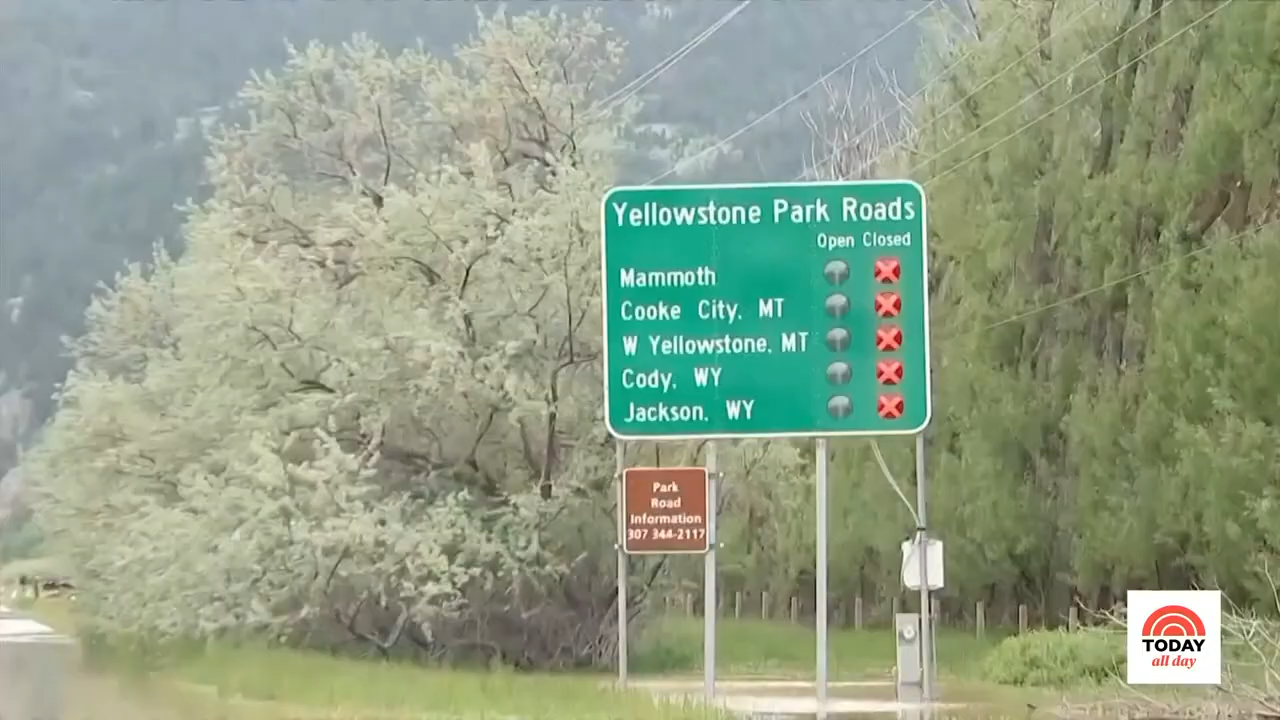 Yellowstone Park Roads
Open Closed
Mammoth
Cooke City, MT
W Yellowstone, MT
Cody, WY
Jackson, WY
Park
Road
Information
307 344-2117
TODAY
all day